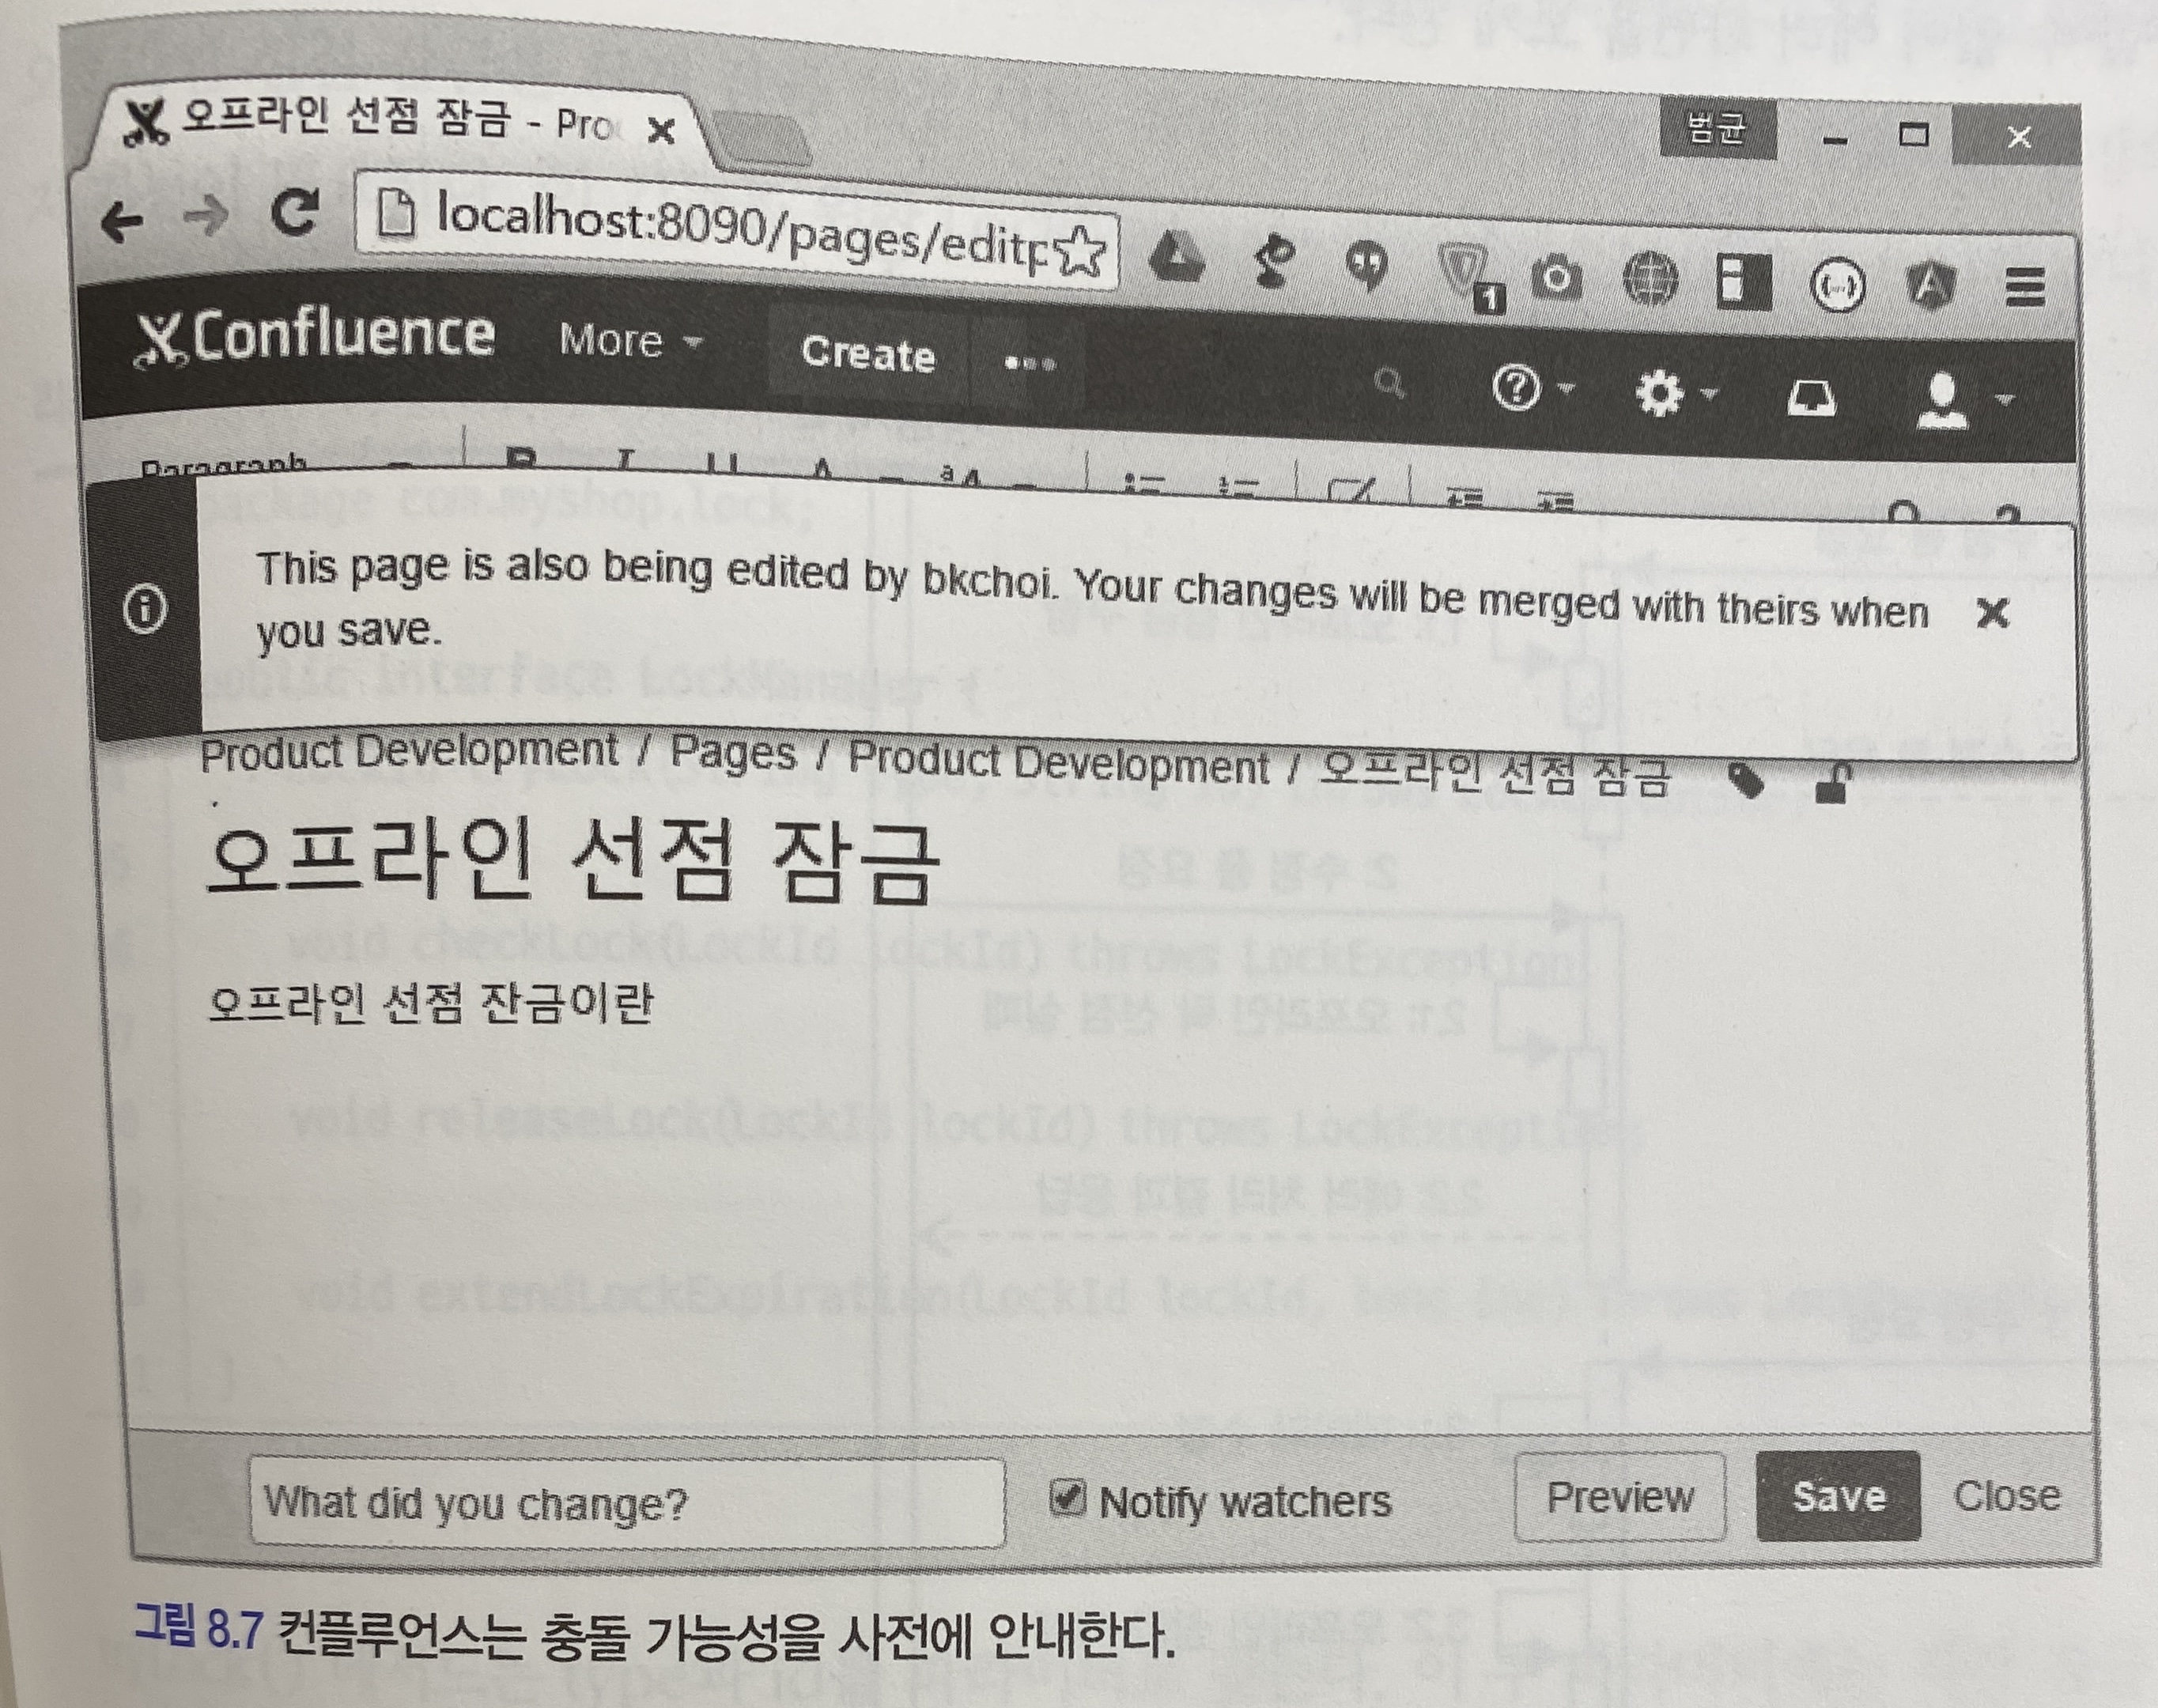 오프라인 선점 잠금 - Pro
범균
localhost:8090/pages/editp
1
Confluence More Create
Paragraph B I U A aA
This page is also being edited by bkchoi. Your changes will be merged with theirs when
you save.
Product Development / Pages / Product Development / 오프라인 선점 잠금
오프라인 선점 잠금
오프라인 선점 잔금이란
What did you change? Notify watchers Preview Save Close
그림 8.7 컨플루언스는 충돌 가능성을 사전에 안내한다.